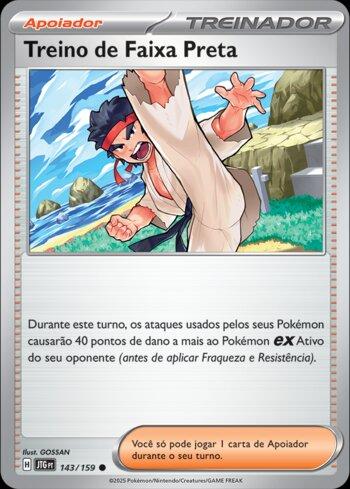 Apoiador
TREINADOR
Treino de Faixa Preta
Durante este turno, os ataques usados pelos seus Pokémon
causarão 40 pontos de dano a mais ao Pokémon ex Ativo
do seu oponente (antes de aplicar Fraqueza e Resistência).
Ilust. GOSSAN
H JTG PT 143/159
Você só pode jogar 1 carta de Apoiador
durante o seu turno.
©2025 Pokémon/Nintendo/Creatures/GAME FREAK